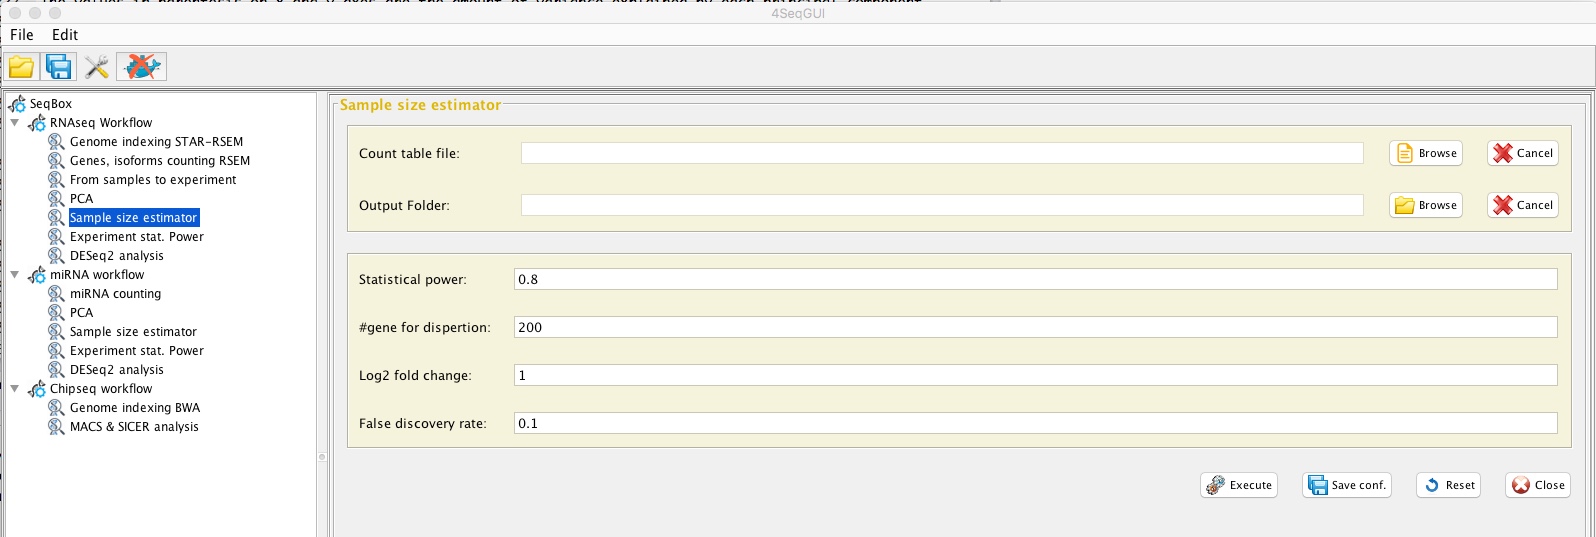 4SeqGUI
File Edit
SeqBox
RNAseq Workflow
Genome indexing STAR-RSEM
Genes, isoforms counting RSEM
From samples to experiment
PCA
Sample size estimator
Experiment stat. Power
DESeq2 analysis
miRNA workflow
miRNA counting
PCA
Sample size estimator
Experiment stat. Power
DESeq2 analysis
Chipseq workflow
Genome indexing BWA
MACS & SICER analysis
Sample size estimator
Count table file: Browse Cancel
Output Folder: Browse Cancel
Statistical power: 0.8
#gene for dispertion: 200
Log2 fold change: 1
False discovery rate: 0.1
Execute Save conf. Reset Close